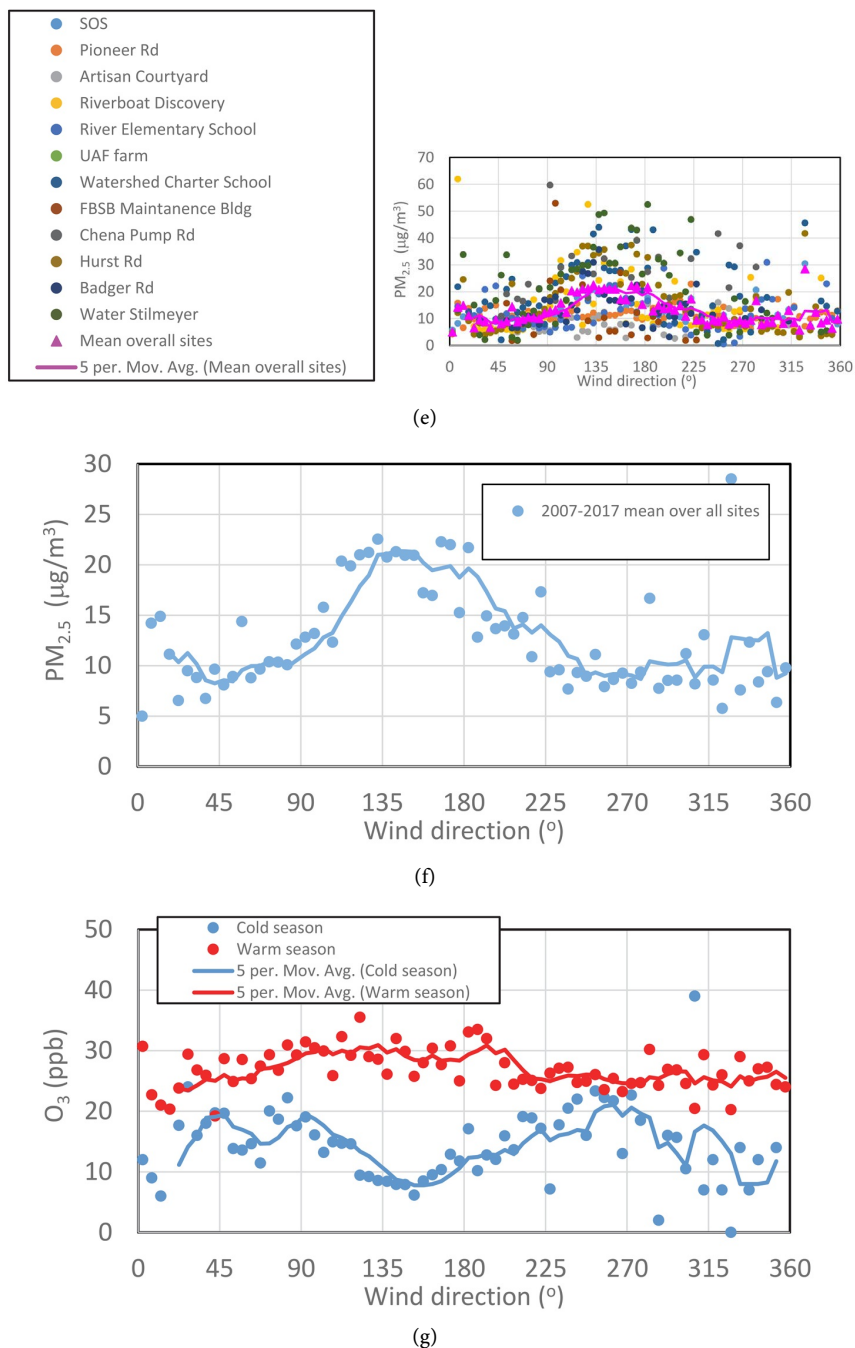 SOS
Pioneer Rd
Artisan Courtyard
Riverboat Discovery
River Elementary School
UAF farm
Watershed Charter School
FBSB Maintanence Bldg
Chena Pump Rd
Hurst Rd
Badger Rd
Water Stilmeyer
Mean overall sites
5 per. Mov. Avg. (Mean overall sites)
PM2.5 (μg/m³)
70
60
50
40
30
20
10
0
0 45 90 135 180 225 270 315 360
Wind direction (°)
(e)
PM2.5 (μg/m³)
30
25
20
15
10
5
0
2007-2017 mean over all sites
0 45 90 135 180 225 270 315 360
Wind direction (°)
(f)
O3 (ppb)
50
40
30
20
10
0
Cold season
Warm season
5 per. Mov. Avg. (Cold season)
5 per. Mov. Avg. (Warm season)
0 45 90 135 180 225 270 315 360
Wind direction (°)
(g)